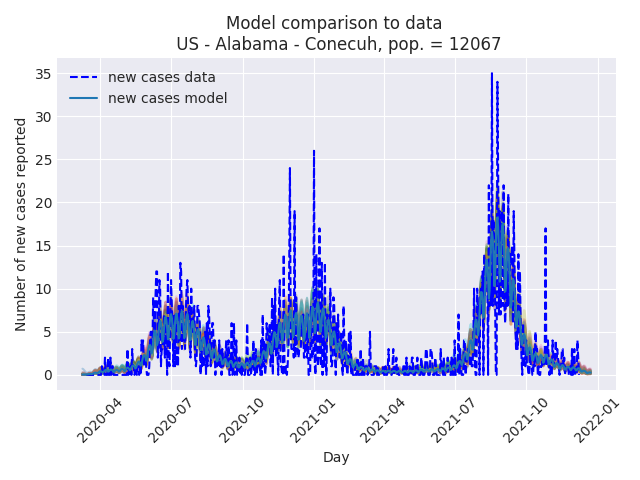 Model comparison to data
US - Alabama - Conecuh, pop. = 12067
new cases data
new cases model
Number of new cases reported
35
30
25
20
15
10
5
0
2020-04
2020-07
2020-10
2021-01
2021-04
2021-07
2021-10
2022-01
Day